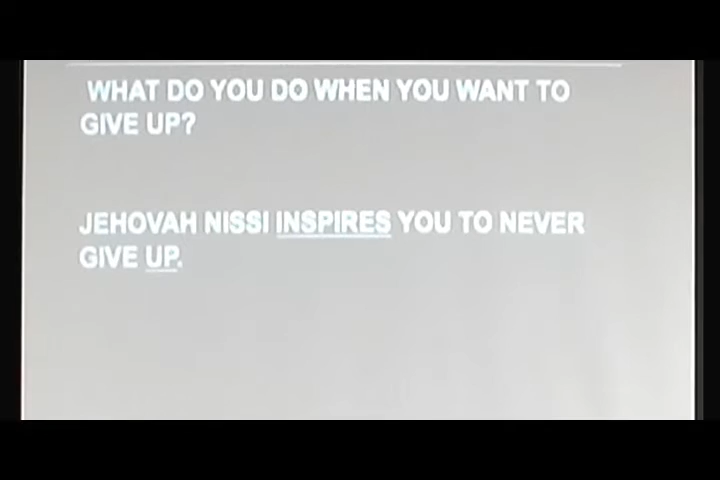 WHAT DO YOU DO WHEN YOU WANT TO
GIVE UP?
JEHOVAH NISSI INSPIRES YOU TO NEVER
GIVE UP.